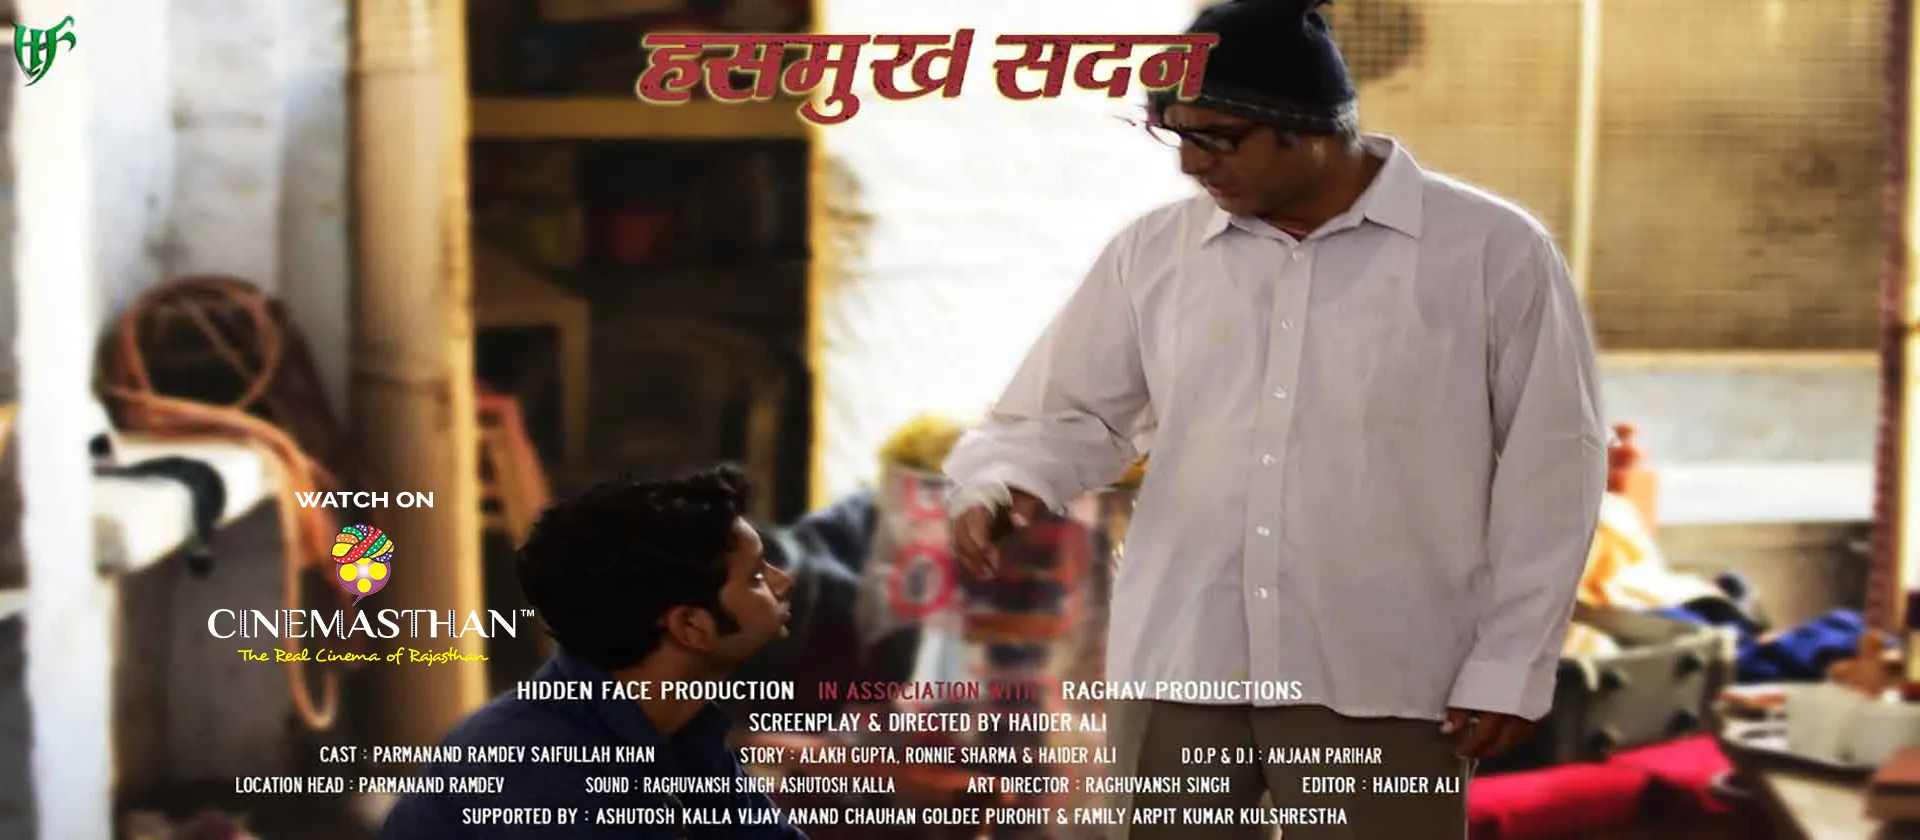 हसमुख सदन
WATCH ON
CINEMASTHAN™
The Real Cinema of Rajasthan
HIDDEN FACE PRODUCTION IN ASSOCIATION WITH RAGHAV PRODUCTIONS
SCREENPLAY & DIRECTED BY HAIDER ALI
CAST : PARMANAND RAMDEV SAIFULLAH KHAN STORY : ALAKH GUPTA, RONNIE SHARMA & HAIDER ALI D.O.P & D.I : ANJAAN PARIHAR
LOCATION HEAD : PARMANAND RAMDEV SOUND : RAGHUVANSH SINGH ASHUTOSH KALLA ART DIRECTOR : RAGHUVANSH SINGH EDITOR : HAIDER ALI
SUPPORTED BY : ASHUTOSH KALLA VIJAY ANAND CHAUHAN GOLDEE PUROHIT & FAMILY ARPIT KUMAR KULSHRESTHA